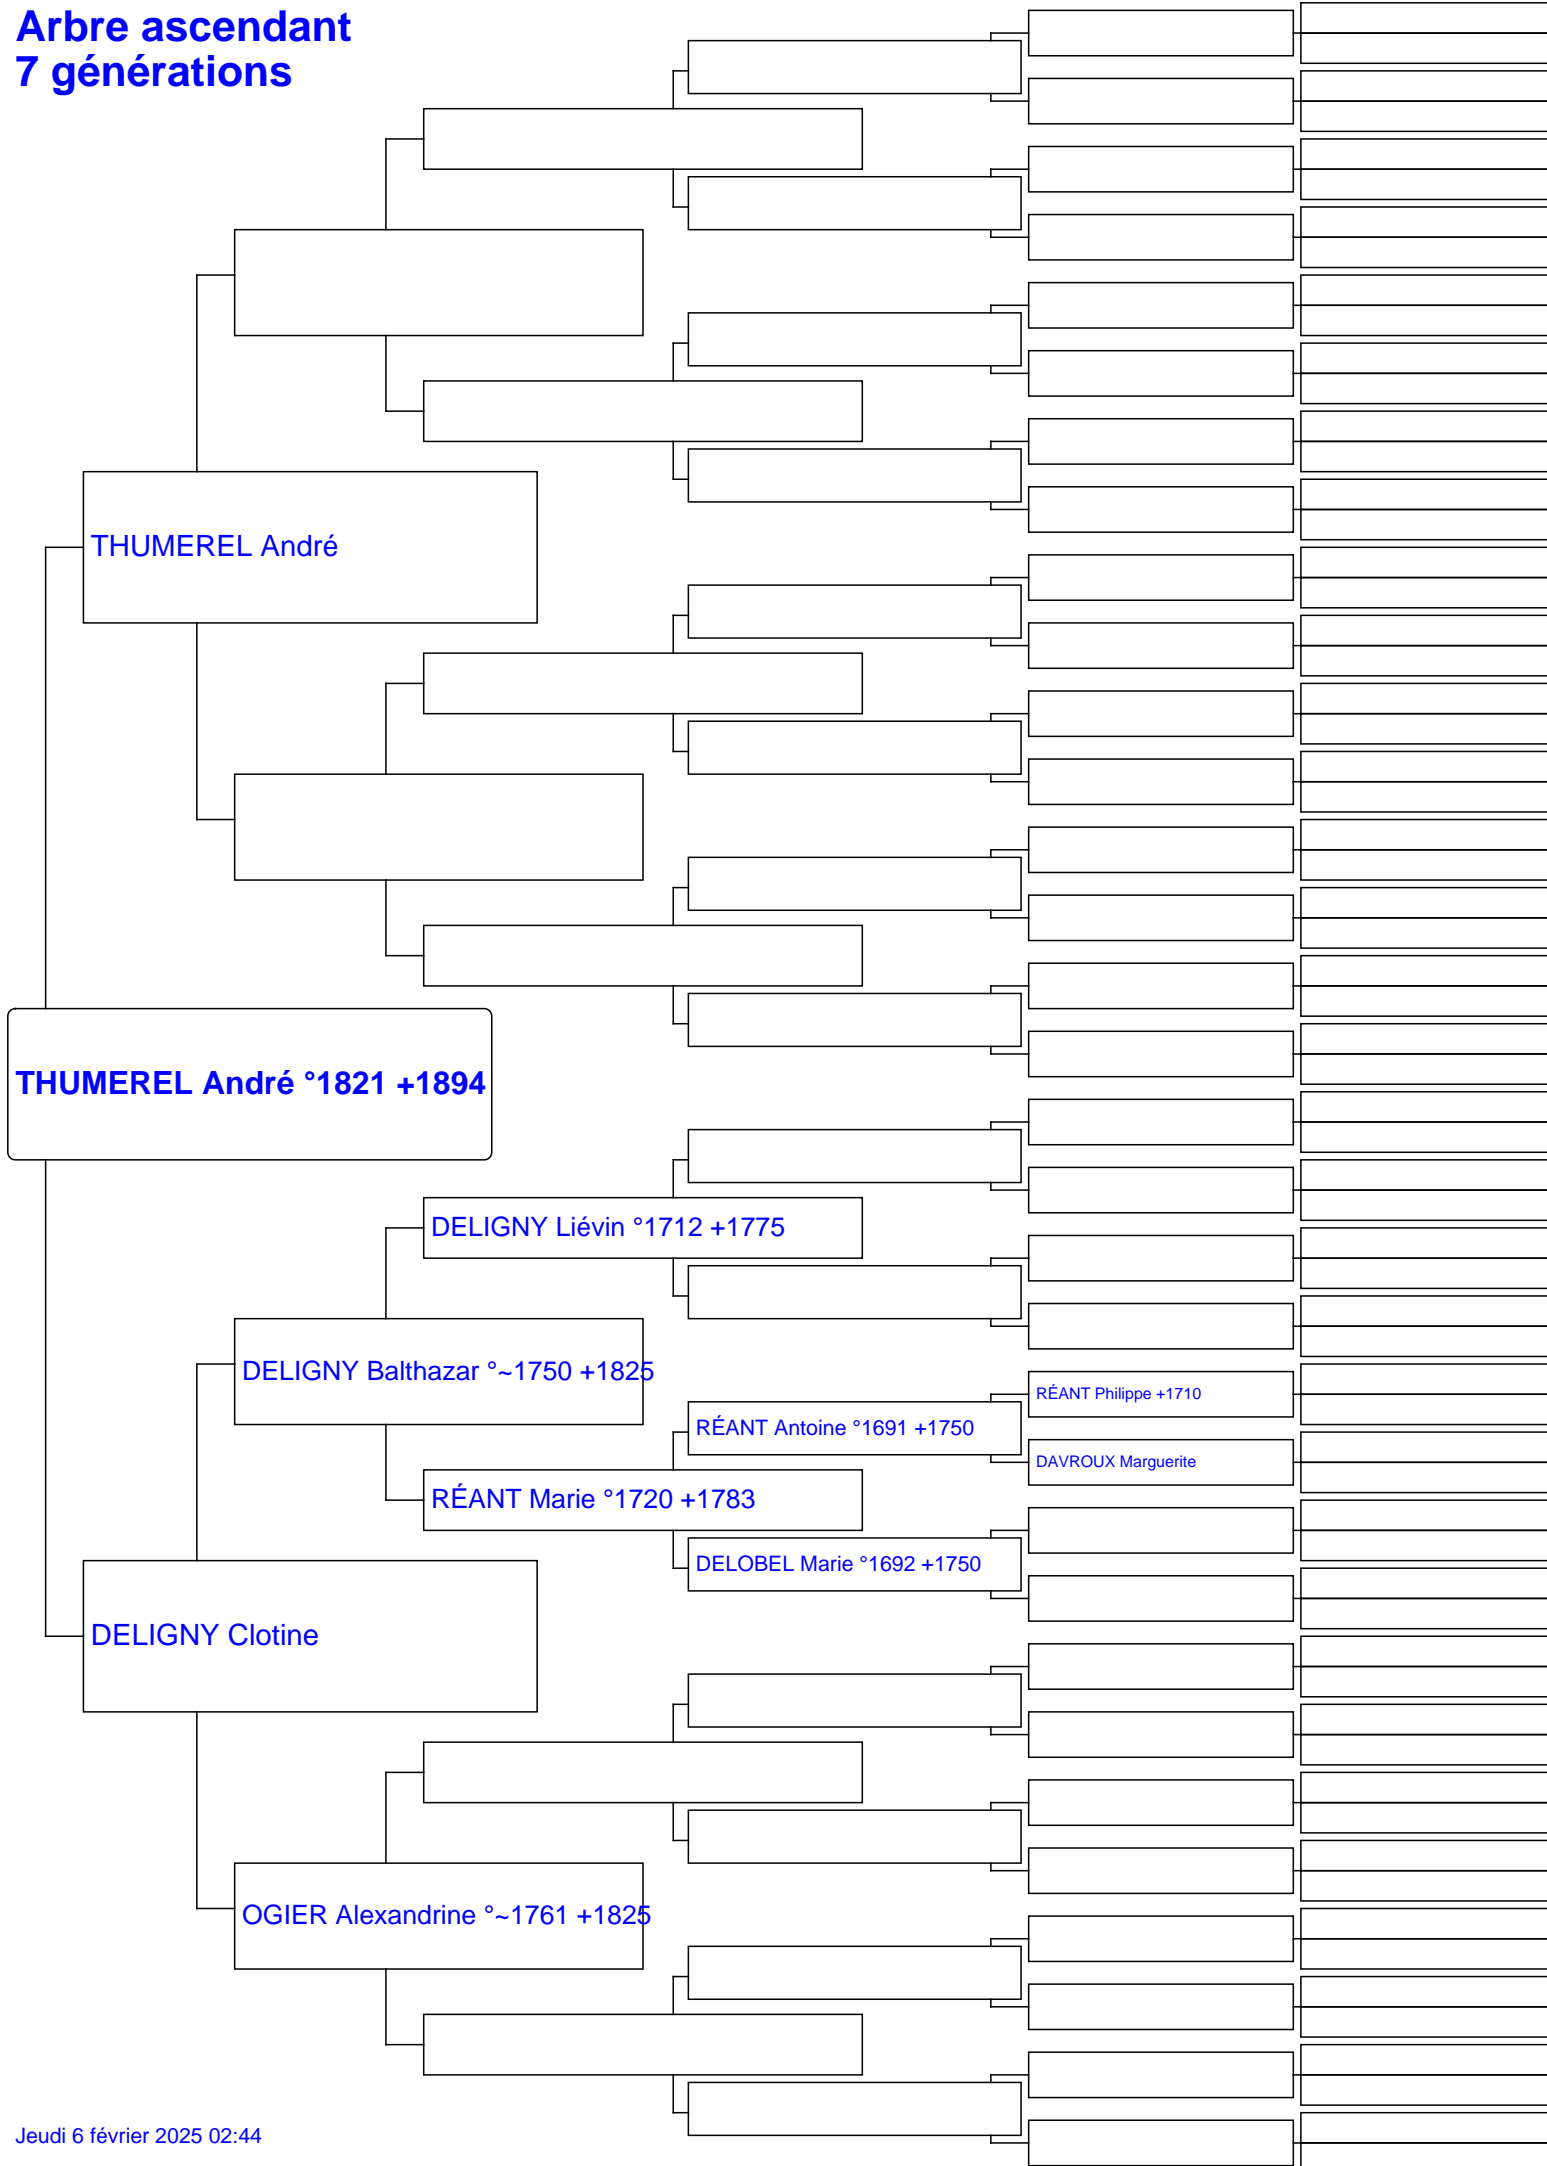 Arbre ascendant
7 générations
THUMEREL André
THUMEREL André °1821 +1894
DELIGNY Liévin °1712 +1775
DELIGNY Balthazar °~1750 +1825
RÉANT Philippe +1710
RÉANT Antoine °1691 +1750
DAVROUX Marguerite
RÉANT Marie °1720 +1783
DELOBEL Marie °1692 +1750
DELIGNY Clotine
OGIER Alexandrine °~1761 +1825
Jeudi 6 février 2025 02:44